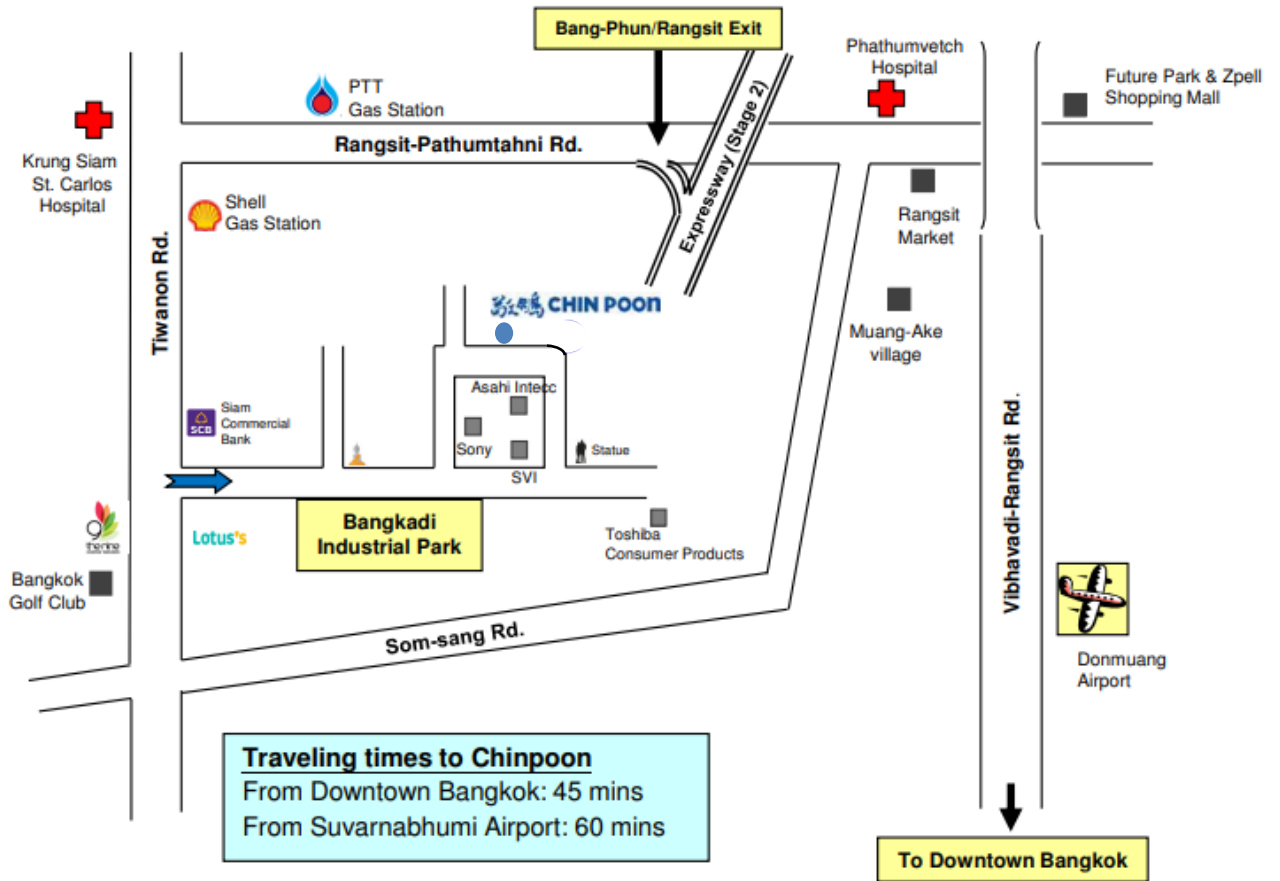 Bang-Phun/Rangsit Exit
Phathumvetch
Hospital
Future Park & Zpell
Shopping Mall
PTT
Gas Station
Rangsit-Pathumtahni Rd.
Expressway (Stage 2)
Krung Siam
St. Carlos
Hospital
Shell
Gas Station
Rangsit
Market
Tiwanon Rd.
CHIN POON
Muang-Ake
village
Asahi Intecc
Siam
Commercial
Bank
SCB
Sony
SVI
Statue
Bangkadi
Industrial Park
Lotus's
Toshiba
Consumer Products
Vibhavadi-Rangsit Rd.
Bangkok
Golf Club
Som-sang Rd.
Donmuang
Airport
Traveling times to Chinpoon
From Downtown Bangkok: 45 mins
From Suvarnabhumi Airport: 60 mins
To Downtown Bangkok